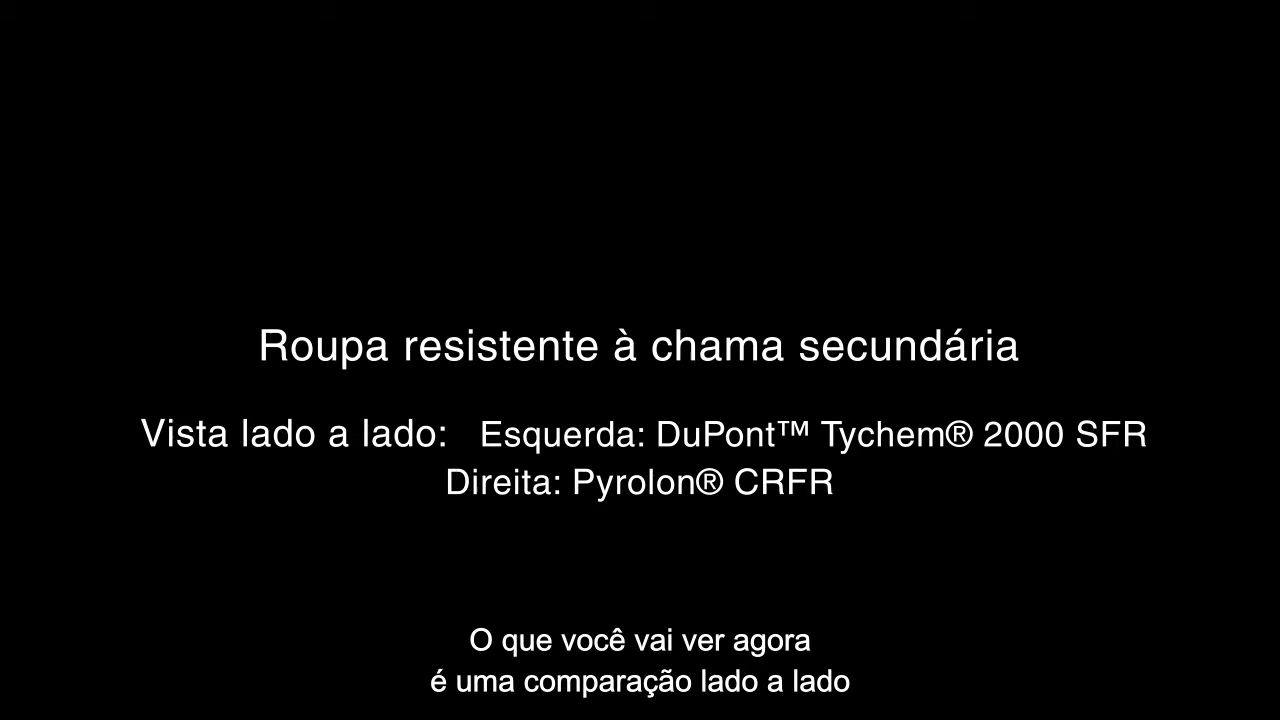 Roupa resistente à chama secundária
Vista lado a lado: Esquerda: DuPont™ Tychem® 2000 SFR
Direita: Pyrolon® CRFR
O que você vai ver agora
é uma comparação lado a lado